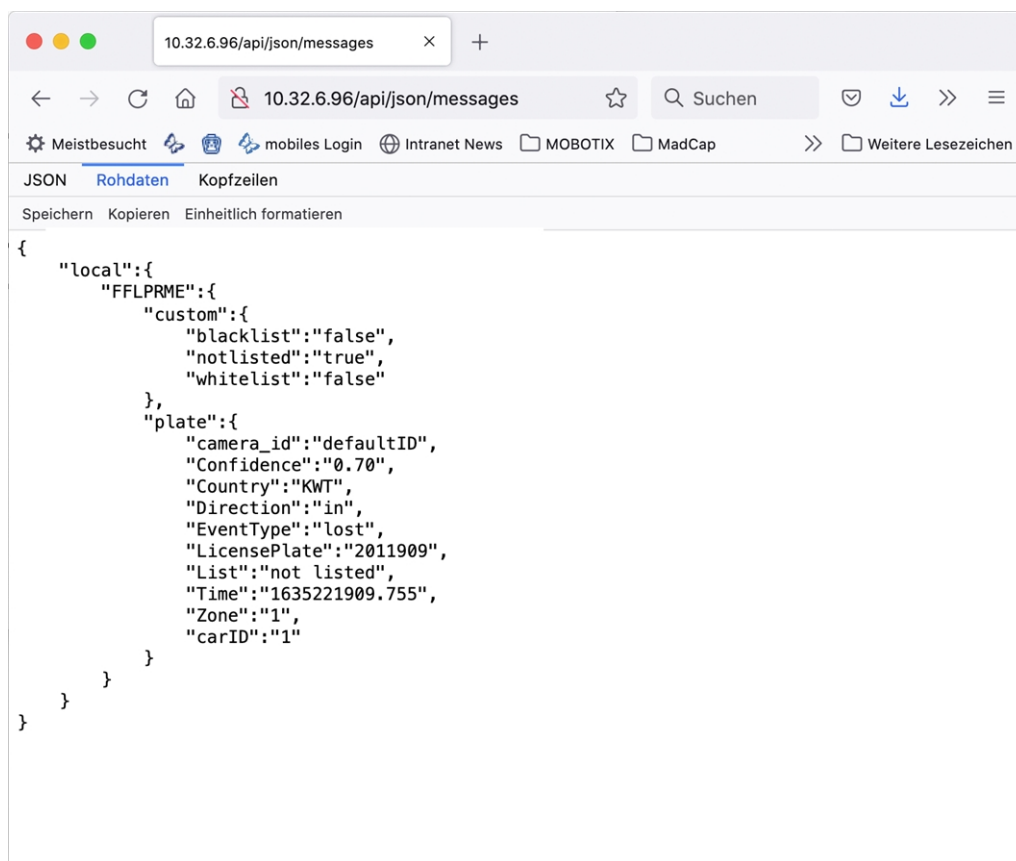 10.32.6.96/api/json/messages
10.32.6.96/api/json/messages Suchen
Meistbesucht mobiles Login Intranet News MOBOTIX MadCap Weitere Lesezeichen
JSON Rohdaten Kopfzeilen
Speichern Kopieren Einheitlich formatieren
{
"local":{
"FFLPRME":{
"custom":{
"blacklist":"false",
"notlisted":"true",
"whitelist":"false"
},
"plate":{
"camera_id":"defaultID",
"Confidence":"0.70",
"Country":"KWT",
"Direction":"in",
"EventType":"lost",
"LicensePlate":"2011909",
"List":"not listed",
"Time":"1635221909.755",
"Zone":"1",
"carID":"1"
}
}
}
}